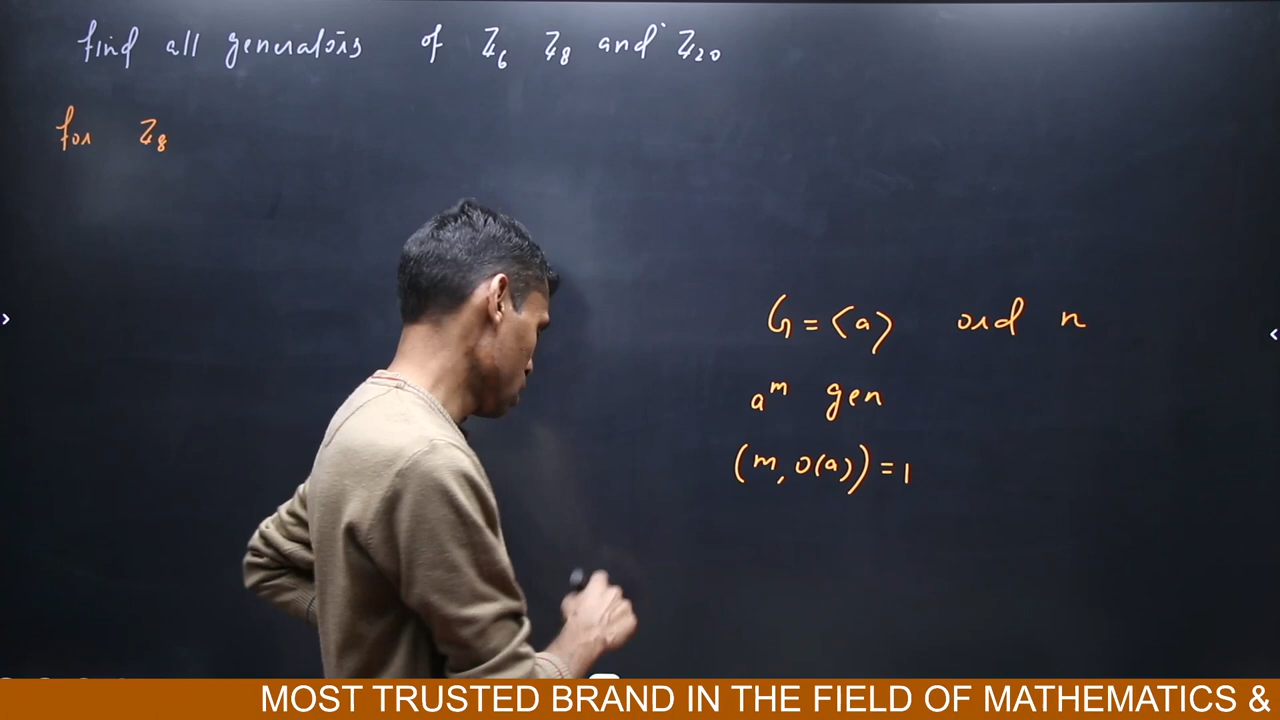 find all generators of Z₆ Z₈ and Z₂₀
for Z₈
G = ⟨a⟩ ord n
aᵐ gen
(m, o(a)) = 1
MOST TRUSTED BRAND IN THE FIELD OF MATHEMATICS &